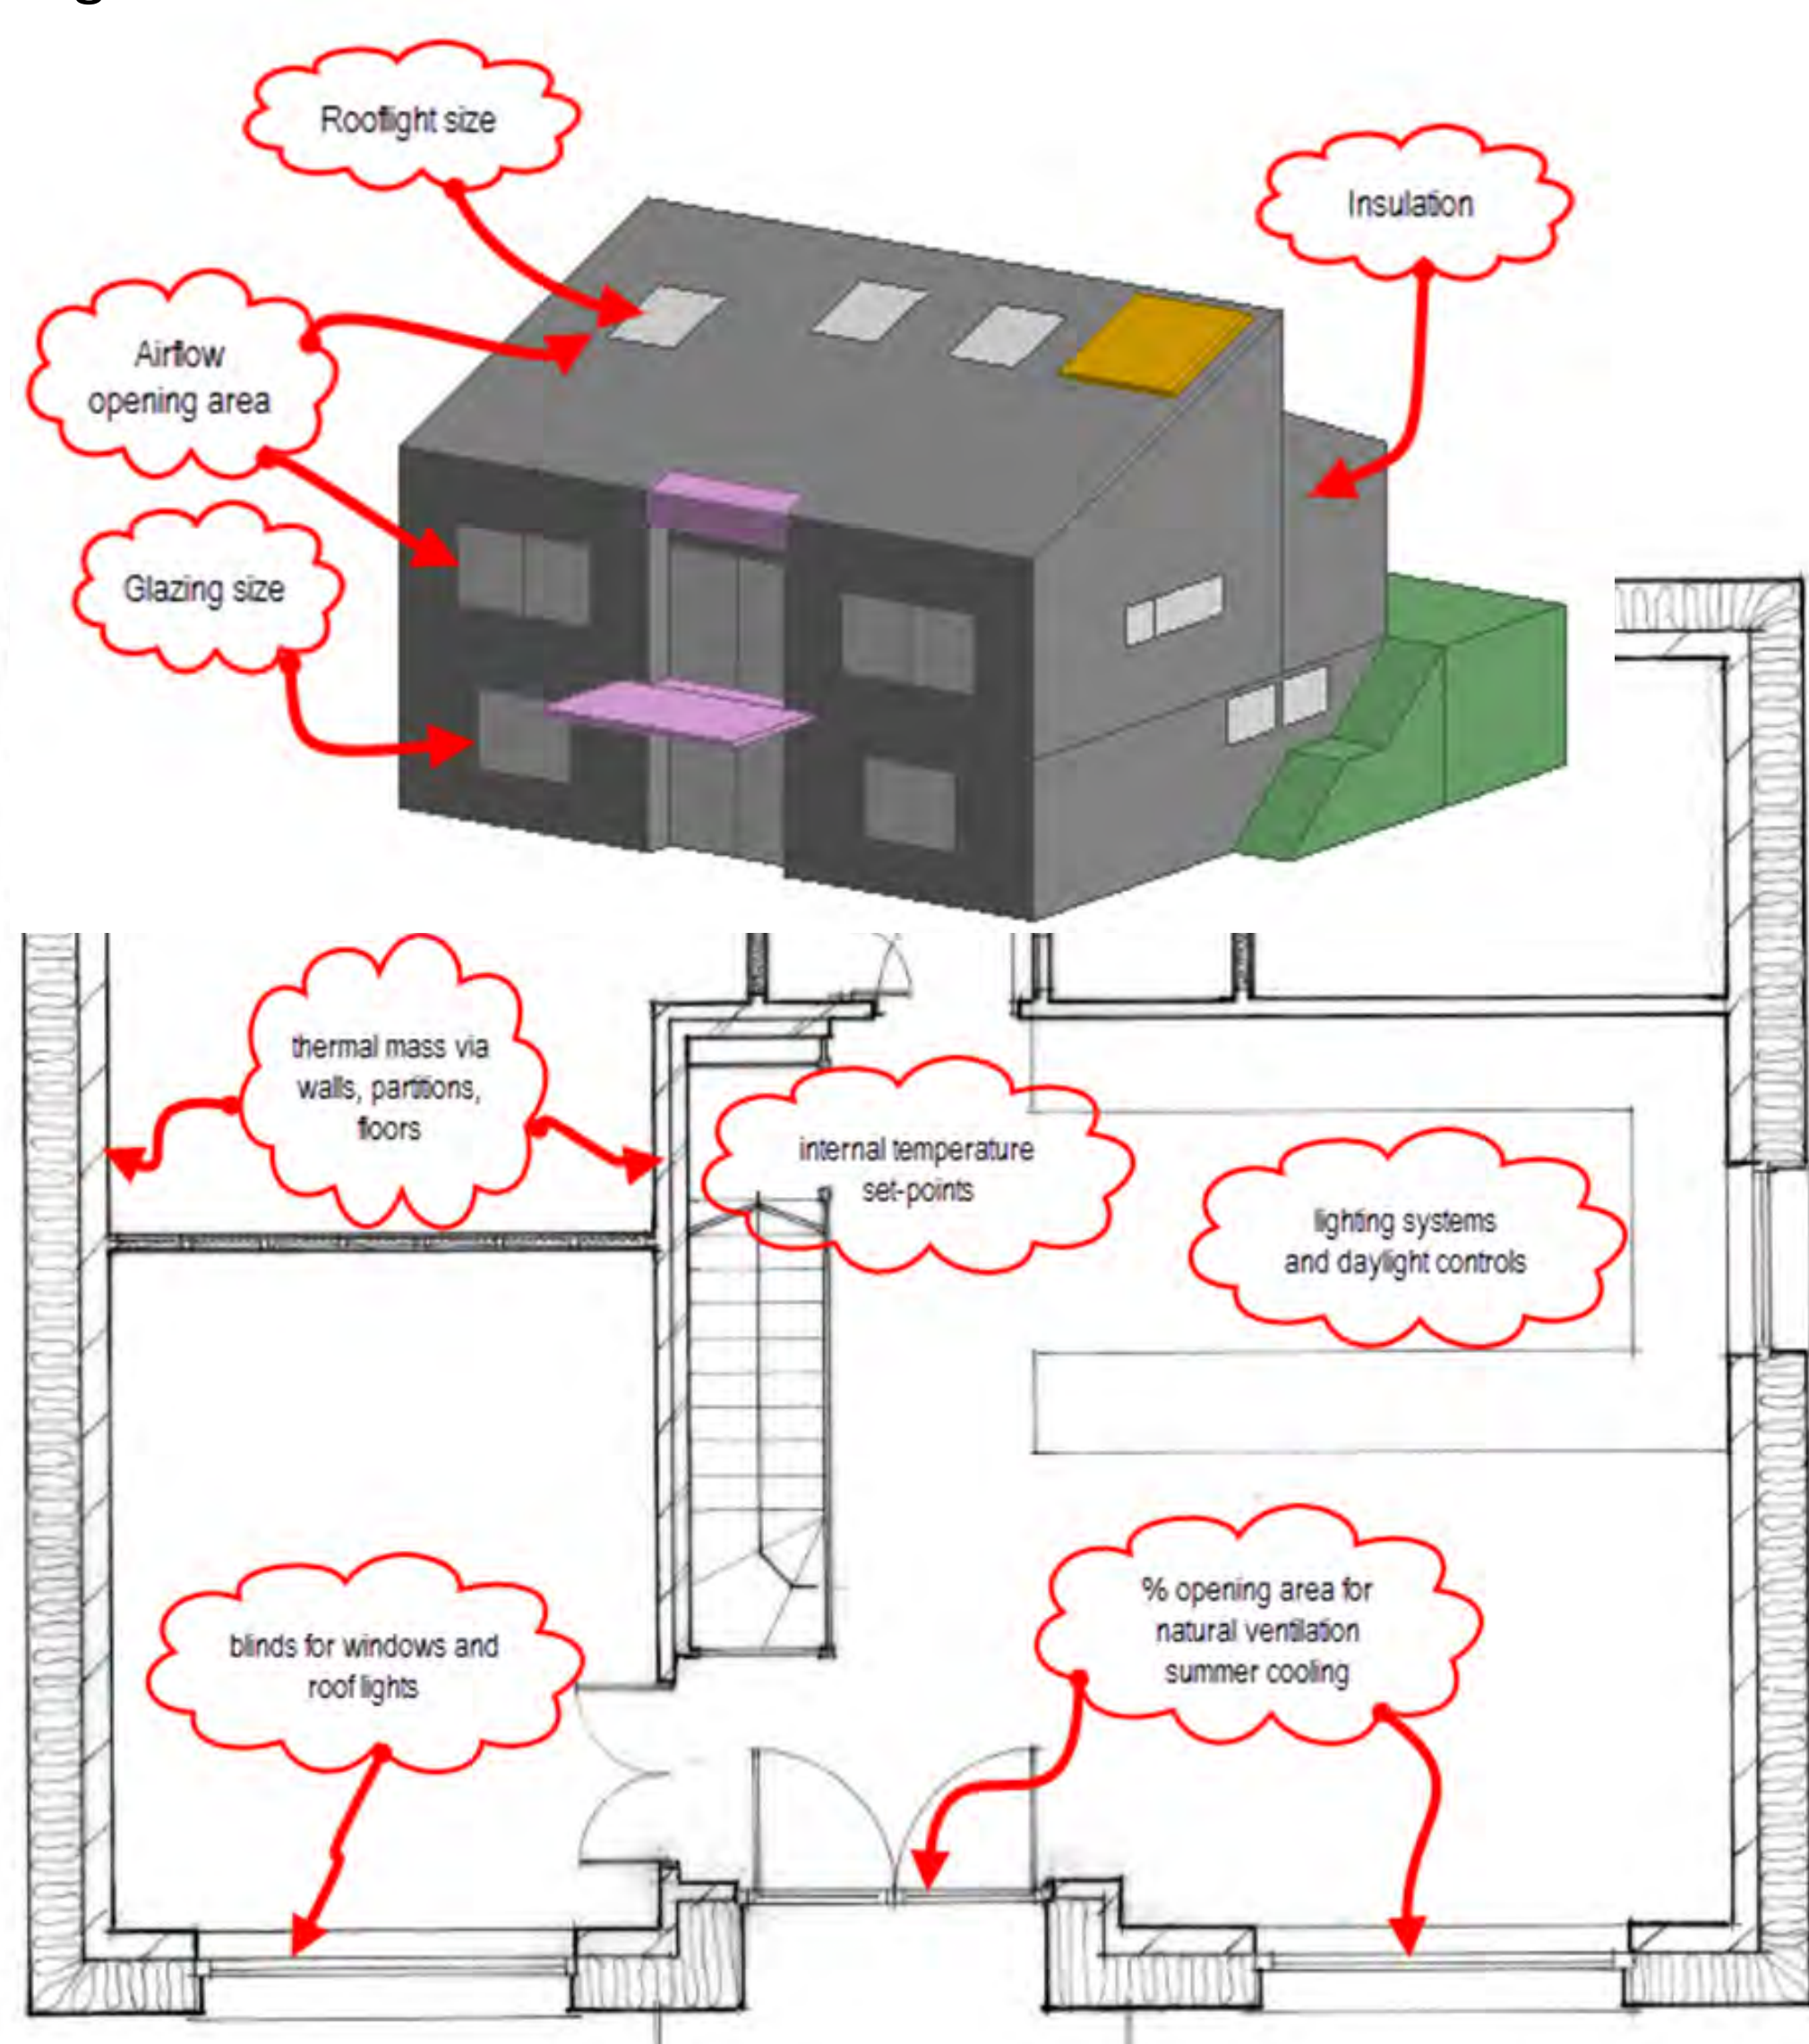 Rooflight size
Insulation
Airflow
opening area
Glazing size
thermal mass via
walls, partitions,
floors
internal temperature
set-points
lighting systems
and daylight controls
% opening area for
natural ventilation
summer cooling
blinds for windows and
roof lights